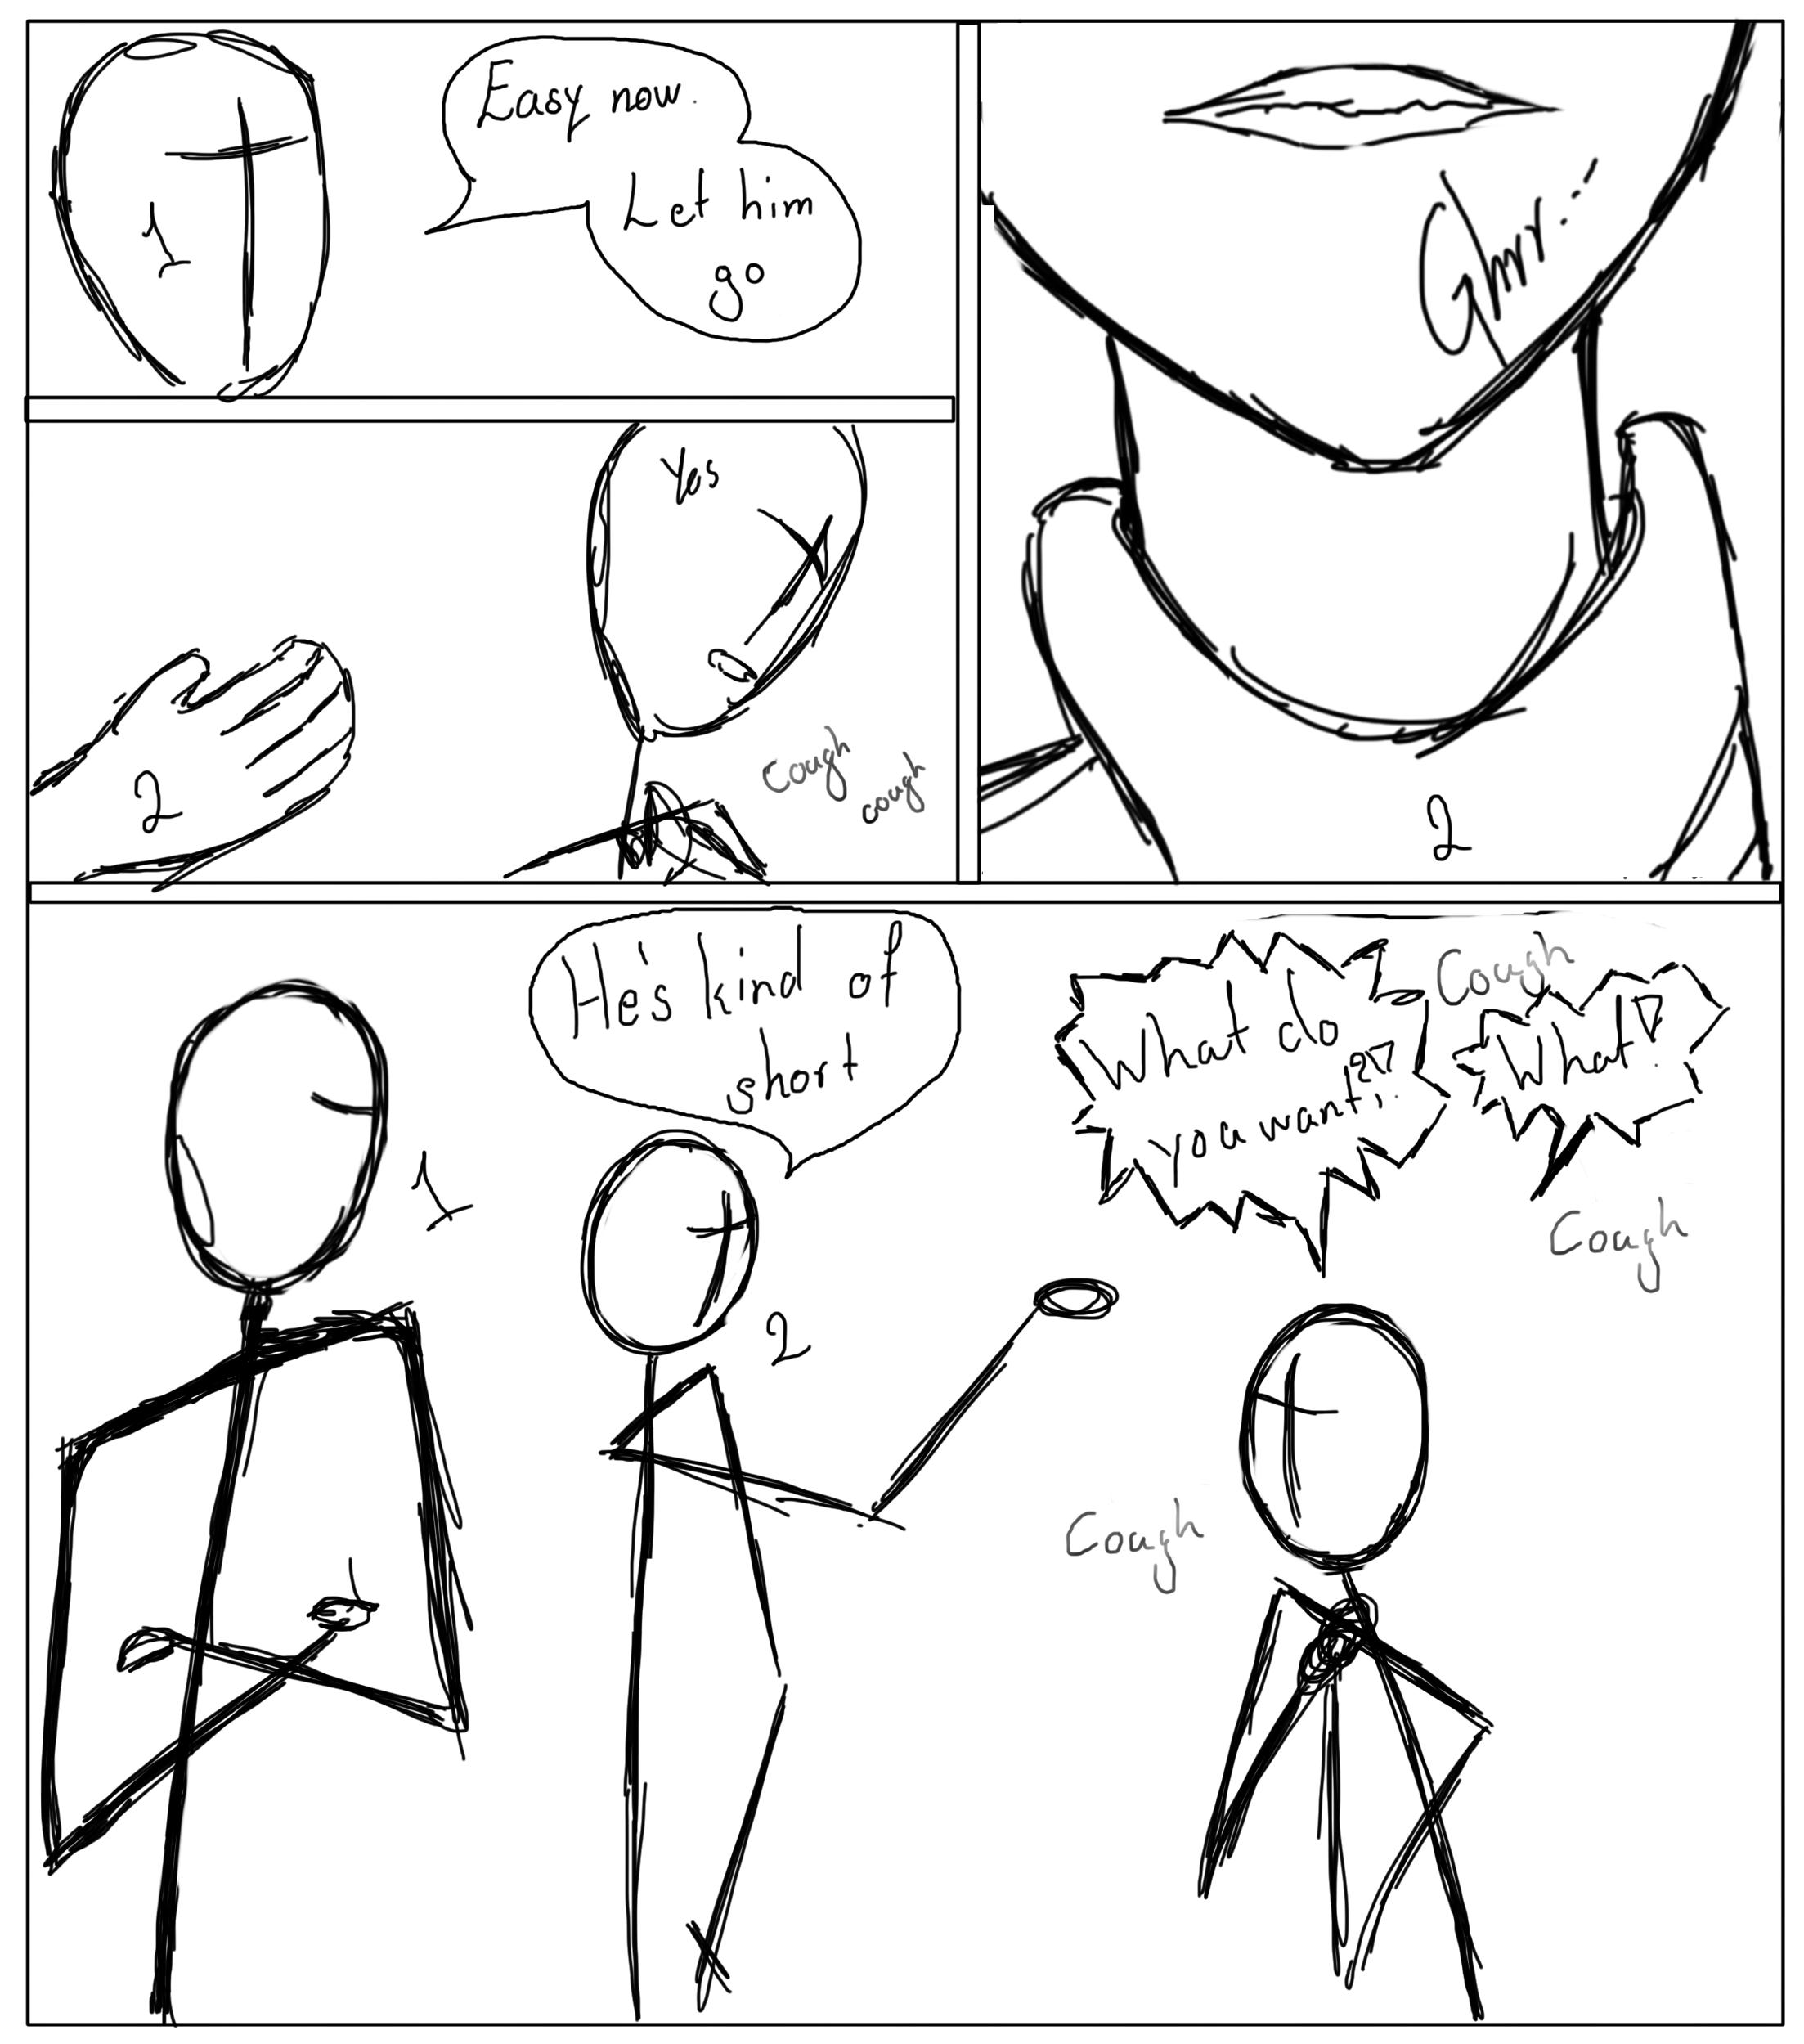 Easy now.
Let him
go
1
Grrrr...
2
Yes
2
Cough
cough
He's kind of
short
1
2
What do
you want?!
Cough
What!
Cough
Cough